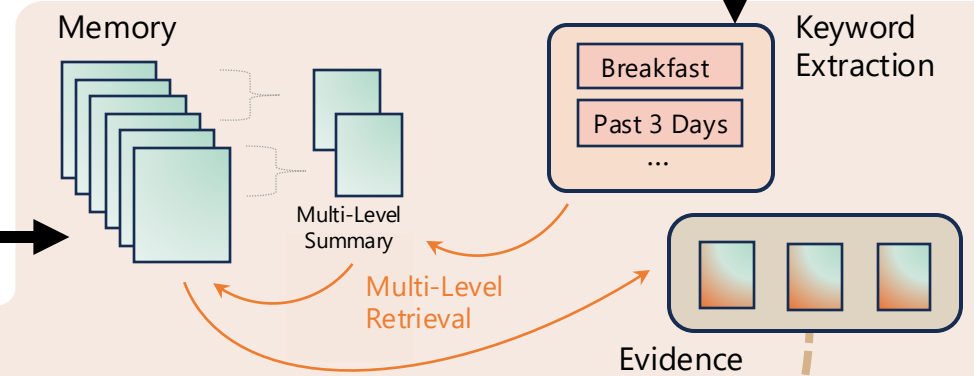 Memory
Keyword
Extraction
Breakfast
Past 3 Days
...
Multi-Level
Summary
Multi-Level
Retrieval
Evidence